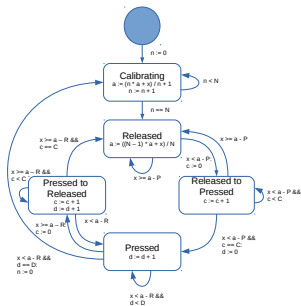 n := 0
Calibrating
a := (n * a + x) / n + 1
n := n + 1
n < N
n == N
x >= a – R &&
c == C
Released
a := ((N – 1) * a + x) / N
x >= a - P
x >= a - P
x < a - P:
c := 0
x >= a – R &&
c < C
Pressed to
Released
c := c + 1
d := d + 1
Released to
Pressed
c := c + 1
x < a - P &&
c < C
x >= a – R:
c := 0
x < a - R
x < a - P &&
c == C:
d := 0
Pressed
d := d + 1
x < a - R &&
d == D:
n := 0
x < a - R &&
d < D